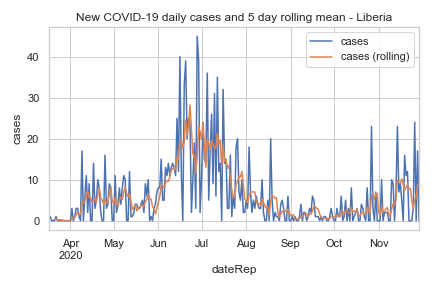 New COVID-19 daily cases and 5 day rolling mean - Liberia
cases
cases (rolling)
40
30
20
10
0
cases
Apr May Jun Jul Aug Sep Oct Nov
2020
dateRep